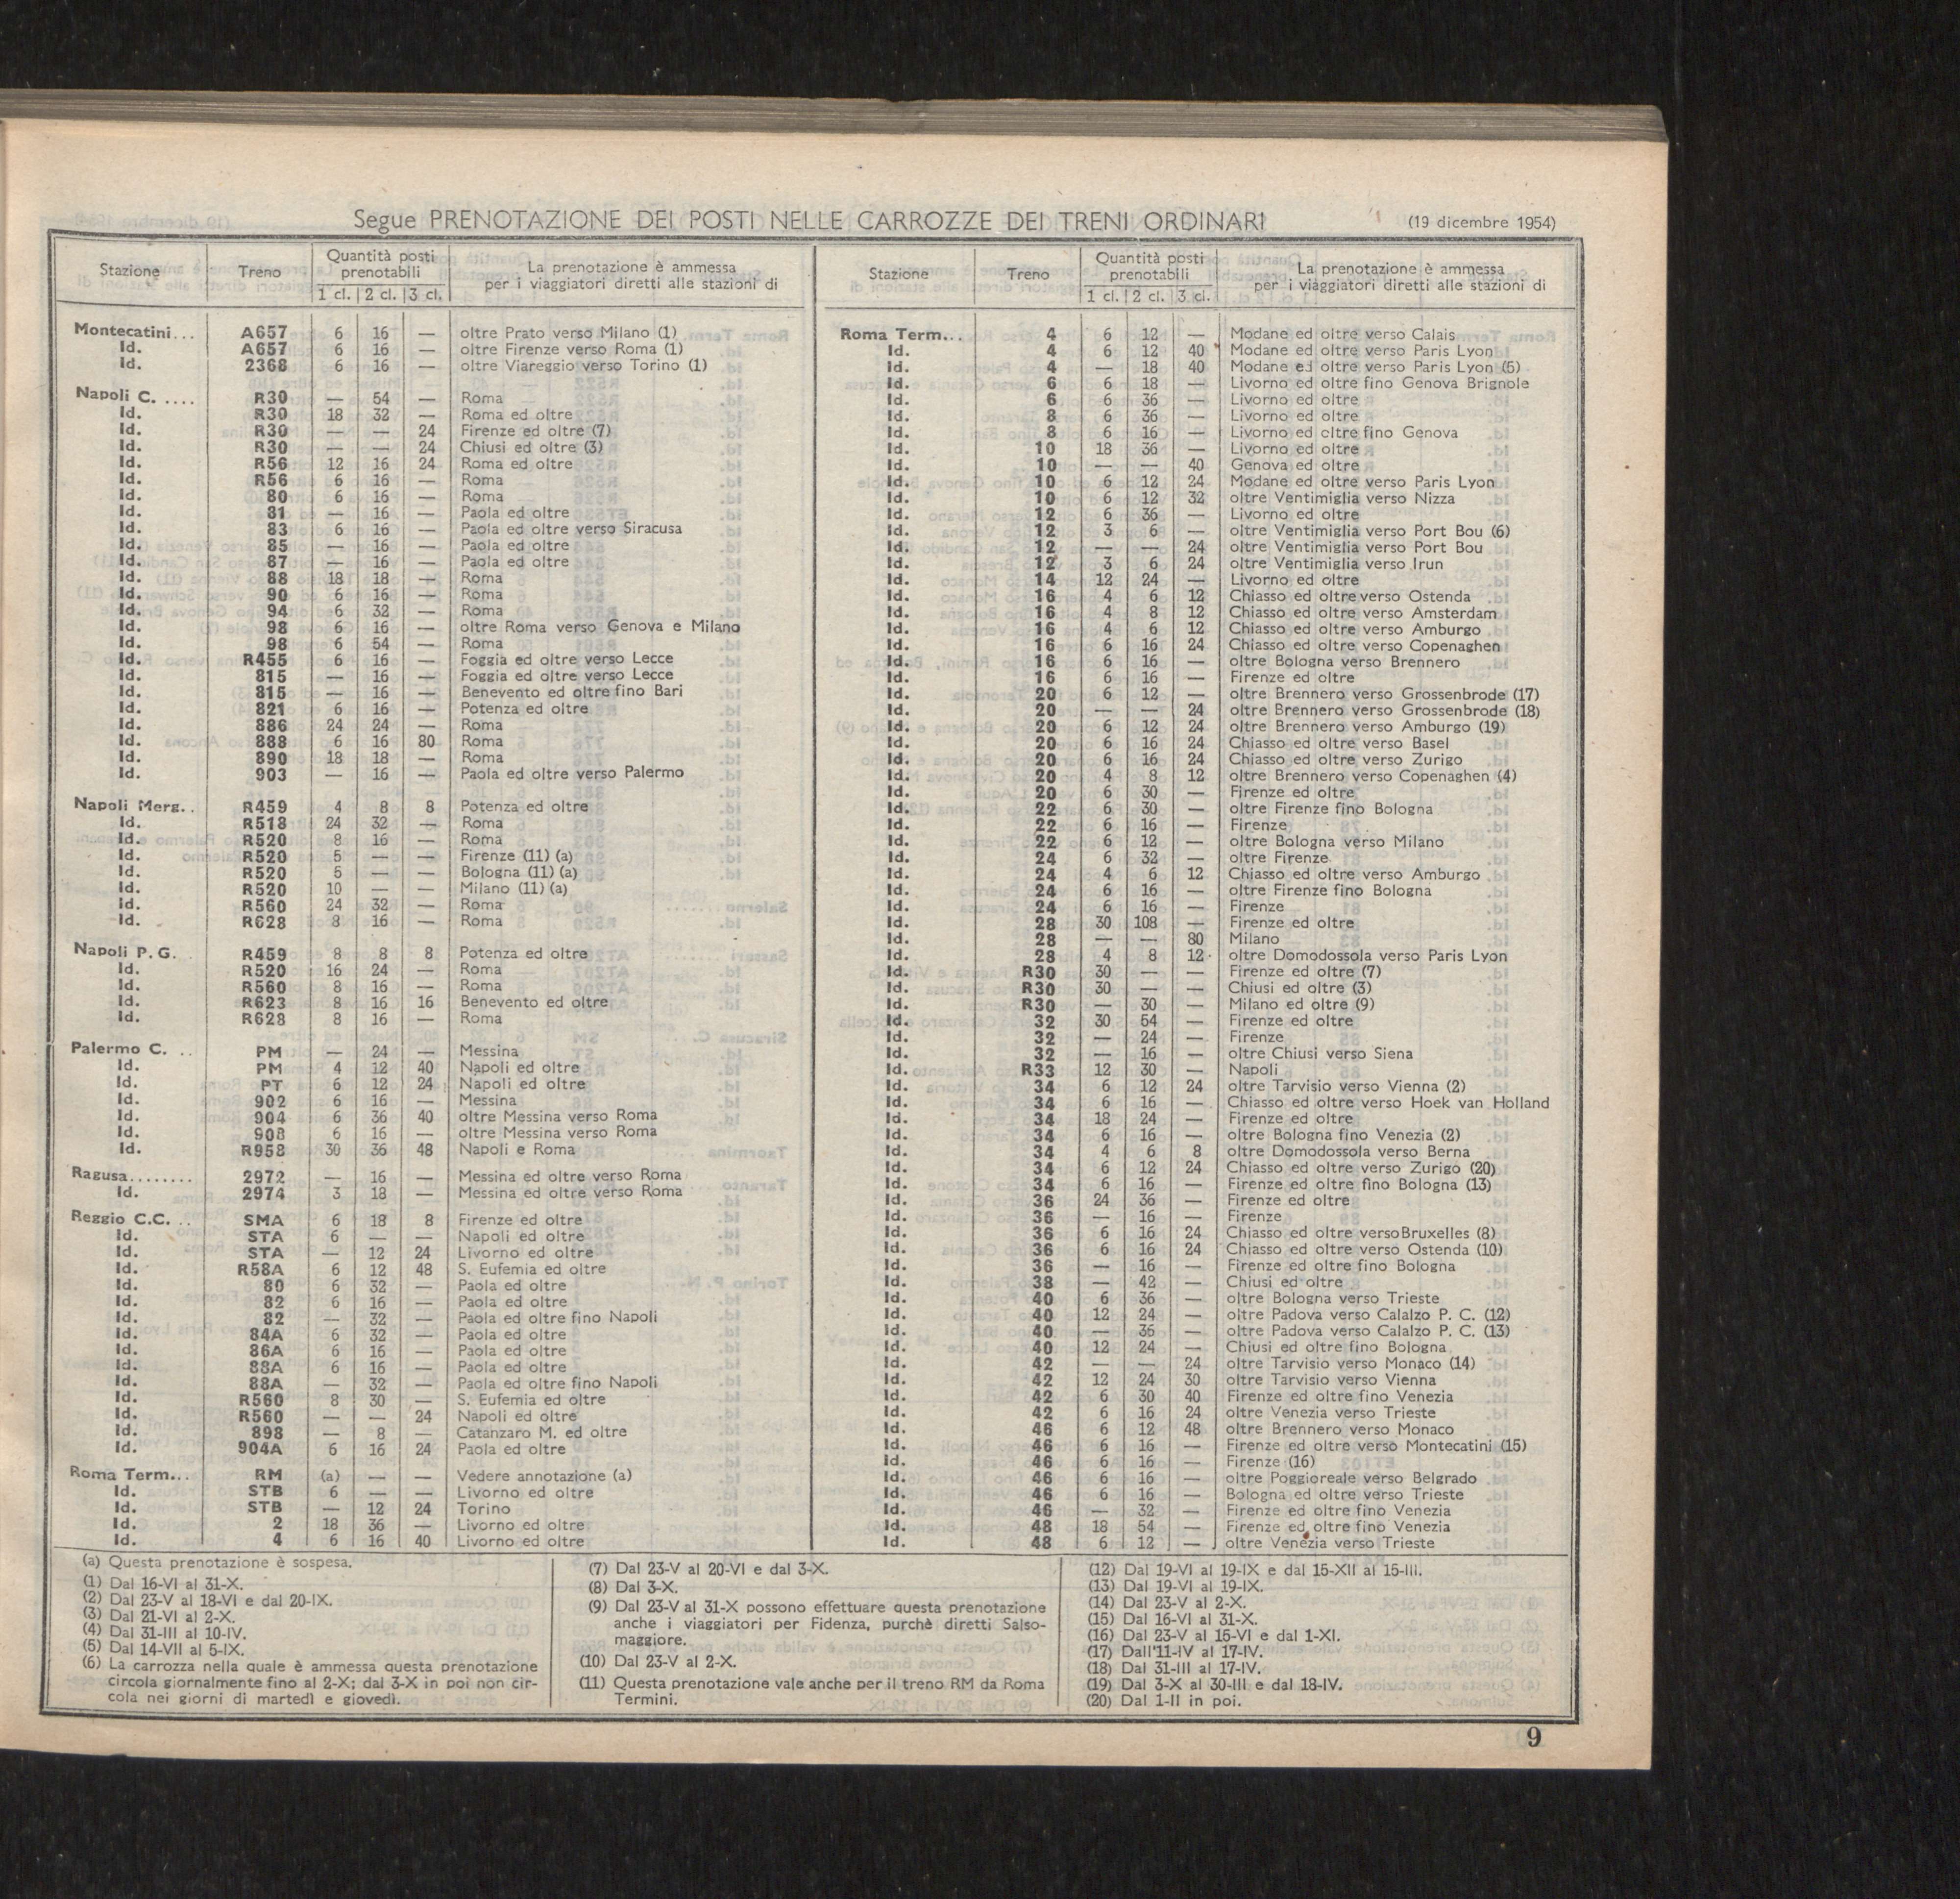 Segue PRENOTAZIONE DEI POSTI NELLE CARROZZE DEI TRENI ORDINARI (19 dicembre 1954)
Stazione Treno Quantità posti prenotabili 1 cl. 2 cl. 3 cl. La prenotazione è ammessa per i viaggiatori diretti alle stazioni di
Montecatini... A657 6 16 — oltre Prato verso Milano (1)
Id. A657 6 16 — oltre Firenze verso Roma (1)
Id. 2368 6 16 — oltre Viareggio verso Torino (1)
Napoli C. .... R30 — 54 — Roma
Id. R30 18 32 — Roma ed oltre
Id. R30 — — 24 Firenze ed oltre (7)
Id. R30 — — 24 Chiusi ed oltre (3)
Id. R56 12 16 24 Roma ed oltre
Id. R56 6 16 — Roma
Id. 80 6 16 — Roma
Id. 81 — 16 — Paola ed oltre
Id. 83 6 16 — Paola ed oltre verso Siracusa
Id. 85 — 16 — Paola ed oltre
Id. 87 — 16 — Paola ed oltre
Id. 88 18 18 — Roma
Id. 90 6 16 — Roma
Id. 94 6 32 — Roma
Id. 98 6 16 — oltre Roma verso Genova e Milano
Id. 98 6 54 — Roma
Id. R455 6 16 — Foggia ed oltre verso Lecce
Id. 815 — 16 — Foggia ed oltre verso Lecce
Id. 815 — 16 — Benevento ed oltre fino Bari
Id. 821 6 16 — Potenza ed oltre
Id. 886 24 24 — Roma
Id. 888 6 16 80 Roma
Id. 890 18 18 — Roma
Id. 903 — 16 — Paola ed oltre verso Palermo
Napoli Merg.. R459 4 8 8 Potenza ed oltre
Id. R518 24 32 — Roma
Id. R520 8 16 — Roma
Id. R520 5 — — Firenze (11) (a)
Id. R520 5 — — Bologna (11) (a)
Id. R520 10 — — Milano (11) (a)
Id. R560 24 32 — Roma
Id. R628 8 16 — Roma
Napoli P. G. . R459 8 8 8 Potenza ed oltre
Id. R520 16 24 — Roma
Id. R560 8 16 — Roma
Id. R623 8 16 16 Benevento ed oltre
Id. R628 8 16 — Roma
Palermo C. .. PM — 24 — Messina
Id. PM 4 12 40 Napoli ed oltre
Id. PT 6 12 24 Napoli ed oltre
Id. 902 6 16 — Messina
Id. 904 6 36 40 oltre Messina verso Roma
Id. 908 6 16 — oltre Messina verso Roma
Id. R958 30 36 48 Napoli e Roma
Ragusa........ 2972 — 16 — Messina ed oltre verso Roma
Id. 2974 3 18 — Messina ed oltre verso Roma
Reggio C.C. .. SMA 6 18 8 Firenze ed oltre
Id. STA 6 — — Napoli ed oltre
Id. STA — 12 24 Livorno ed oltre
Id. R58A 6 12 48 S. Eufemia ed oltre
Id. 80 6 32 — Paola ed oltre
Id. 82 6 16 — Paola ed oltre
Id. 82 — 32 — Paola ed oltre fino Napoli
Id. 84A 6 32 — Paola ed oltre
Id. 86A 6 16 — Paola ed oltre
Id. 88A 6 16 — Paola ed oltre
Id. 88A — 32 — Paola ed oltre fino Napoli
Id. R560 8 30 — S. Eufemia ed oltre
Id. R560 — — 24 Napoli ed oltre
Id. 898 — 8 — Catanzaro M. ed oltre
Id. 904A 6 16 24 Paola ed oltre
Roma Term... RM (a) — — Vedere annotazione (a)
Id. STB 6 — — Livorno ed oltre
Id. STB — 12 24 Torino
Id. 2 18 36 — Livorno ed oltre
Id. 4 6 16 40 Livorno ed oltre
Stazione Treno Quantità posti prenotabili 1 cl. 2 cl. 3 cl. La prenotazione è ammessa per i viaggiatori diretti alle stazioni di
Roma Term... 4 6 12 — Modane ed oltre verso Calais
Id. 4 6 12 40 Modane ed oltre verso Paris Lyon
Id. 4 — 18 40 Modane ed oltre verso Paris Lyon (5)
Id. 6 6 18 — Livorno ed oltre fino Genova Brignole
Id. 6 6 36 — Livorno ed oltre
Id. 8 6 36 — Livorno ed oltre
Id. 8 6 16 — Livorno ed oltre fino Genova
Id. 10 18 36 — Livorno ed oltre
Id. 10 — — 40 Genova ed oltre
Id. 10 6 12 24 Modane ed oltre verso Paris Lyon
Id. 10 6 12 32 oltre Ventimiglia verso Nizza
Id. 12 6 36 — Livorno ed oltre
Id. 12 3 6 — oltre Ventimiglia verso Port Bou (6)
Id. 12 — — 24 oltre Ventimiglia verso Port Bou
Id. 12 3 6 24 oltre Ventimiglia verso Irun
Id. 14 12 24 — Livorno ed oltre
Id. 16 4 6 12 Chiasso ed oltre verso Ostenda
Id. 16 4 8 12 Chiasso ed oltre verso Amsterdam
Id. 16 4 6 12 Chiasso ed oltre verso Amburgo
Id. 16 6 16 24 Chiasso ed oltre verso Copenaghen
Id. 16 6 16 — oltre Bologna verso Brennero
Id. 16 6 16 — Firenze ed oltre
Id. 20 6 12 — oltre Brennero verso Grossenbrode (17)
Id. 20 — — 24 oltre Brennero verso Grossenbrode (18)
Id. 20 6 12 24 oltre Brennero verso Amburgo (19)
Id. 20 6 16 24 Chiasso ed oltre verso Basel
Id. 20 6 16 24 Chiasso ed oltre verso Zurigo
Id. 20 4 8 12 oltre Brennero verso Copenaghen (4)
Id. 20 6 30 — Firenze ed oltre
Id. 22 6 30 — oltre Firenze fino Bologna
Id. 22 6 16 — Firenze
Id. 22 6 12 — oltre Bologna verso Milano
Id. 24 6 32 — oltre Firenze
Id. 24 4 6 12 Chiasso ed oltre verso Amburgo
Id. 24 6 16 — oltre Firenze fino Bologna
Id. 24 6 16 — Firenze
Id. 28 30 108 — Firenze ed oltre
Id. 28 — — 80 Milano
Id. 28 4 8 12 oltre Domodossola verso Paris Lyon
Id. R30 30 — — Firenze ed oltre (7)
Id. R30 30 — — Chiusi ed oltre (3)
Id. R30 — 30 — Milano ed oltre (9)
Id. 32 30 54 — Firenze ed oltre
Id. 32 — 24 — Firenze
Id. 32 — 16 — oltre Chiusi verso Siena
Id. R33 12 30 — Napoli
Id. 34 6 12 24 oltre Tarvisio verso Vienna (2)
Id. 34 6 16 — Chiasso ed oltre verso Hoek van Holland
Id. 34 18 24 — Firenze ed oltre
Id. 34 6 16 — oltre Bologna fino Venezia (2)
Id. 34 4 6 8 oltre Domodossola verso Berna
Id. 34 6 12 24 Chiasso ed oltre verso Zurigo (20)
Id. 34 6 16 — Firenze ed oltre fino Bologna (13)
Id. 36 24 36 — Firenze ed oltre
Id. 36 — 16 — Firenze
Id. 36 6 16 24 Chiasso ed oltre verso Bruxelles (8)
Id. 36 6 16 24 Chiasso ed oltre verso Ostenda (10)
Id. 36 — 16 — Firenze ed oltre fino Bologna
Id. 38 — 42 — Chiusi ed oltre
Id. 40 6 36 — oltre Bologna verso Trieste
Id. 40 12 24 — oltre Padova verso Calalzo P. C. (12)
Id. 40 — 36 — oltre Padova verso Calalzo P. C. (13)
Id. 40 12 24 — Chiusi ed oltre fino Bologna
Id. 42 — — 24 oltre Tarvisio verso Monaco (14)
Id. 42 12 24 30 oltre Tarvisio verso Vienna
Id. 42 6 30 40 Firenze ed oltre fino Venezia
Id. 42 6 16 24 oltre Venezia verso Trieste
Id. 46 6 12 48 oltre Brennero verso Monaco
Id. 46 6 16 — Firenze ed oltre verso Montecatini (15)
Id. 46 6 16 — Firenze (16)
Id. 46 6 16 — oltre Poggioreale verso Belgrado
Id. 46 6 16 — Bologna ed oltre verso Trieste
Id. 46 — 32 — Firenze ed oltre fino Venezia
Id. 48 18 54 — Firenze ed oltre fino Venezia
Id. 48 6 12 — oltre Venezia verso Trieste
(a) Questa prenotazione è sospesa.
(1) Dal 16-VI al 31-X.
(2) Dal 23-V al 18-VI e dal 20-IX.
(3) Dal 21-VI al 2-X.
(4) Dal 31-III al 10-IV.
(5) Dal 14-VII al 5-IX.
(6) La carrozza nella quale è ammessa questa prenotazione
circola giornalmente fino al 2-X; dal 3-X in poi non cir-
cola nei giorni di martedì e giovedì.
(7) Dal 23-V al 20-VI e dal 3-X.
(8) Dal 3-X.
(9) Dal 23-V al 31-X possono effettuare questa prenotazione
anche i viaggiatori per Fidenza, purchè diretti Salso-
maggiore.
(10) Dal 23-V al 2-X.
(11) Questa prenotazione vale anche per il treno RM da Roma
Termini.
(12) Dal 19-VI al 19-IX e dal 15-XII al 15-III.
(13) Dal 19-VI al 19-IX.
(14) Dal 23-V al 2-X.
(15) Dal 16-VI al 31-X.
(16) Dal 23-V al 15-VI e dal 1-XI.
(17) Dall'11-IV al 17-IV.
(18) Dal 31-III al 17-IV.
(19) Dal 3-X al 30-III e dal 18-IV.
(20) Dal 1-II in poi.
9